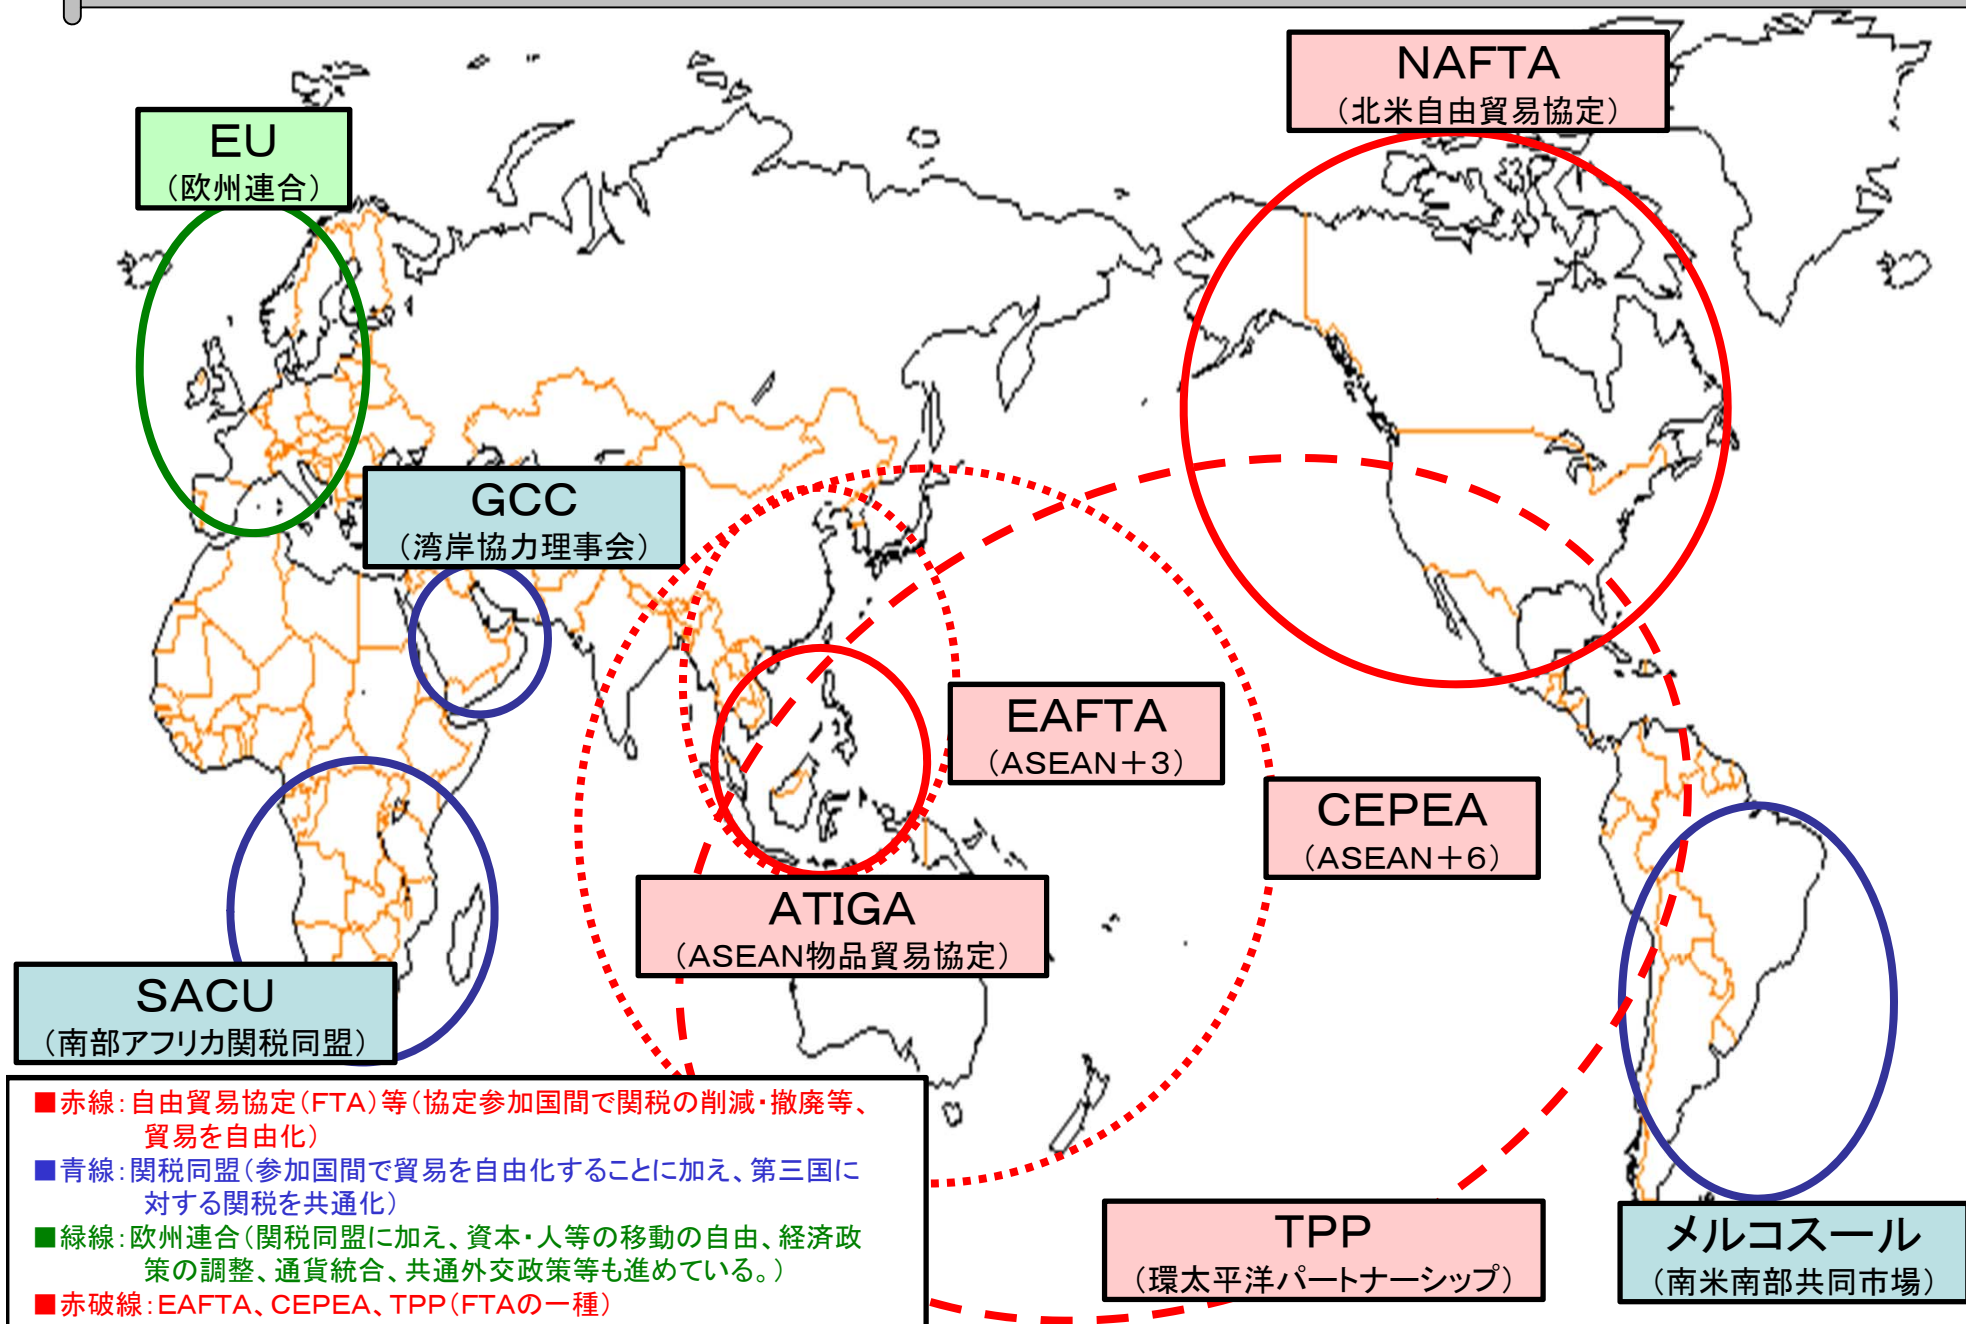 NAFTA
（北米自由貿易協定）
EU
（欧州連合）
GCC
（湾岸協力理事会）
EAFTA
（ASEAN＋3）
CEPEA
（ASEAN＋6）
ATIGA
（ASEAN物品貿易協定）
SACU
（南部アフリカ関税同盟）
TPP
（環太平洋パートナーシップ）
メルコスール
（南米南部共同市場）
■赤線：自由貿易協定（FTA）等（協定参加国間で関税の削減・撤廃等、
貿易を自由化）
■青線：関税同盟（参加国間で貿易を自由化することに加え、第三国に
対する関税を共通化）
■緑線：欧州連合（関税同盟に加え、資本・人等の移動の自由、経済政
策の調整、通貨統合、共通外交政策等も進めている。）
■赤破線：EAFTA、CEPEA、TPP（FTAの一種）